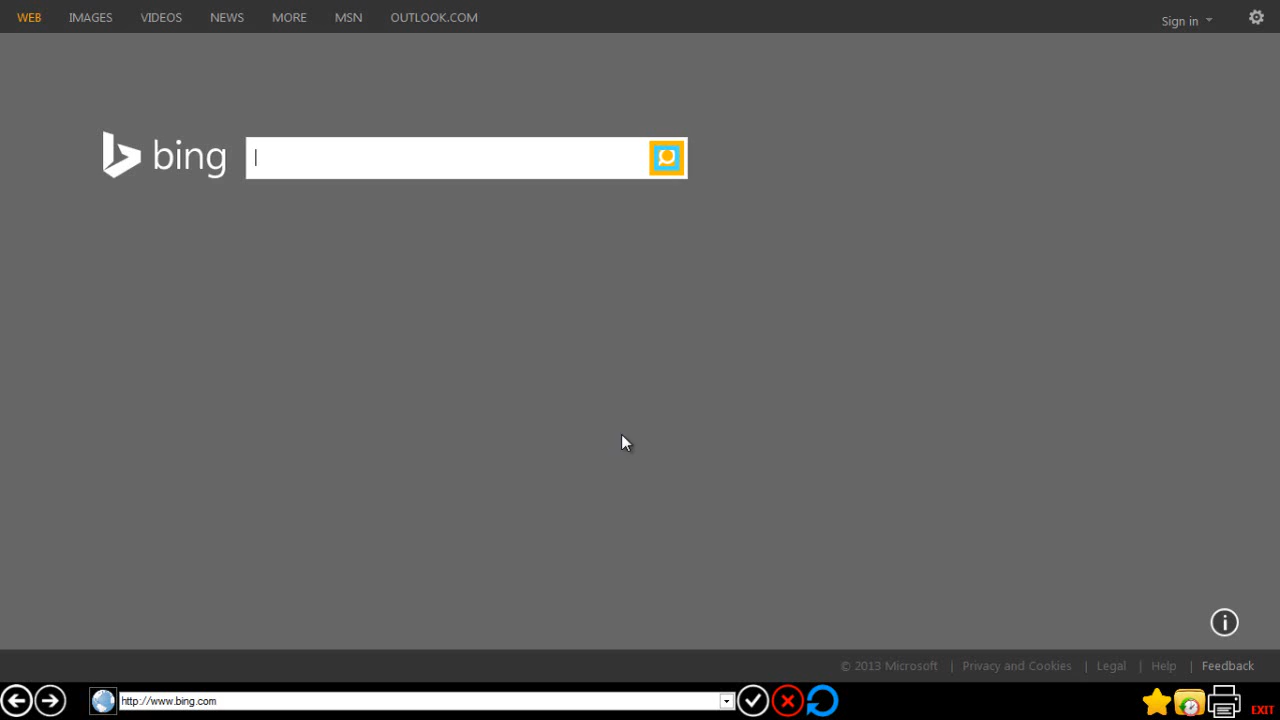 WEB IMAGES VIDEOS NEWS MORE MSN OUTLOOK.COM Sign in
bing
© 2013 Microsoft | Privacy and Cookies | Legal | Help | Feedback
http://www.bing.com EXIT